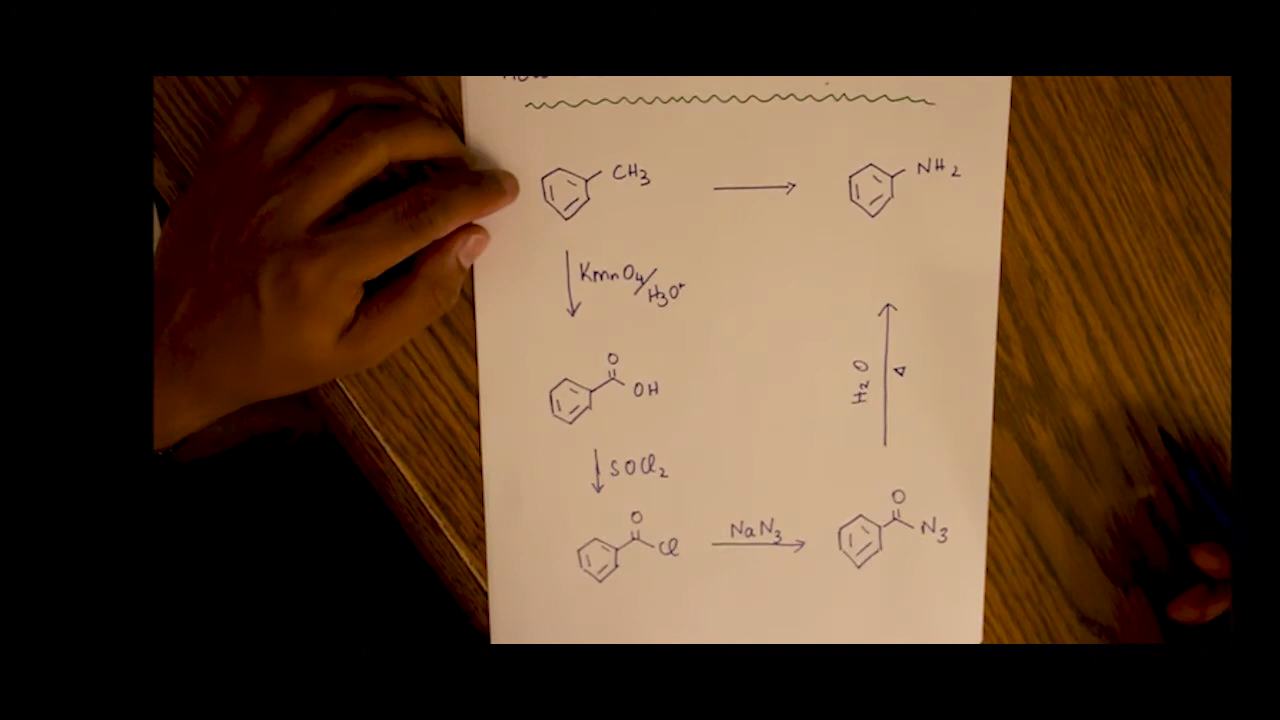 CH3
NH2
KmnO4/H3O+
O
OH
H2O
Δ
SOCl2
O
Cl
NaN3
O
N3